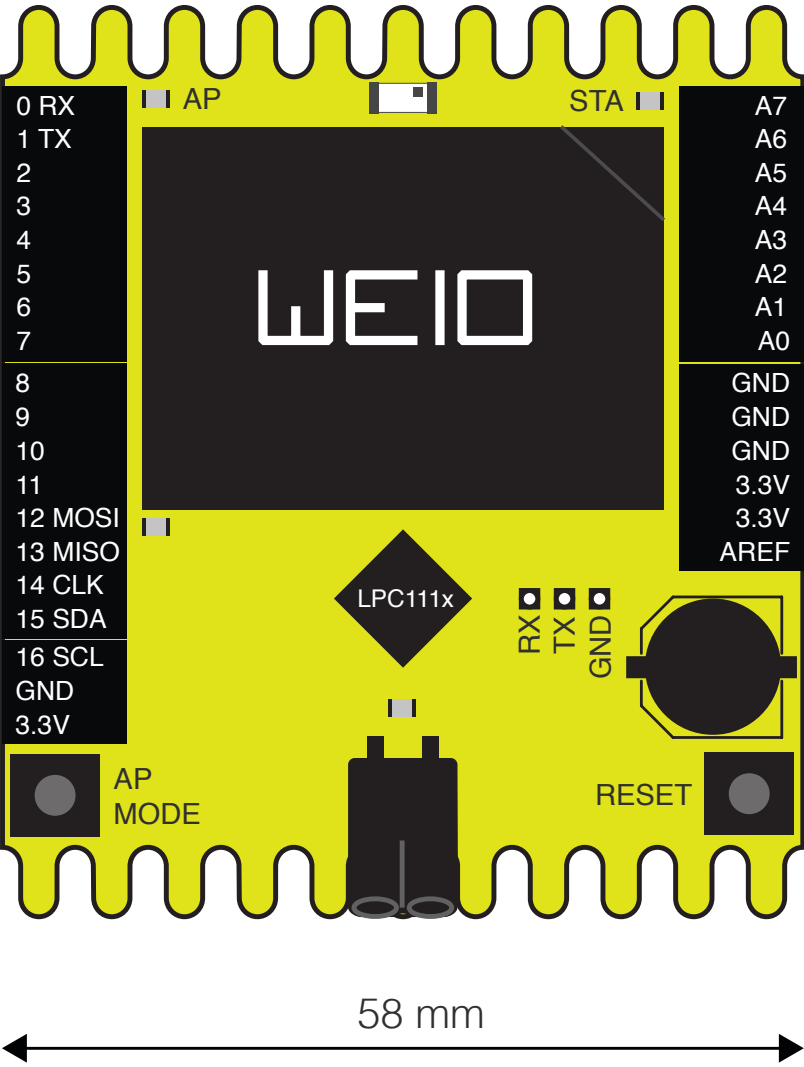 AP
STA
0 RX
1 TX
2
3
4
5
6
7
8
9
10
11
12 MOSI
13 MISO
14 CLK
15 SDA
16 SCL
GND
3.3V
WEIO
A7
A6
A5
A4
A3
A2
A1
A0
GND
GND
GND
3.3V
3.3V
AREF
LPC111x
RX
TX
GND
AP
MODE
RESET
58 mm